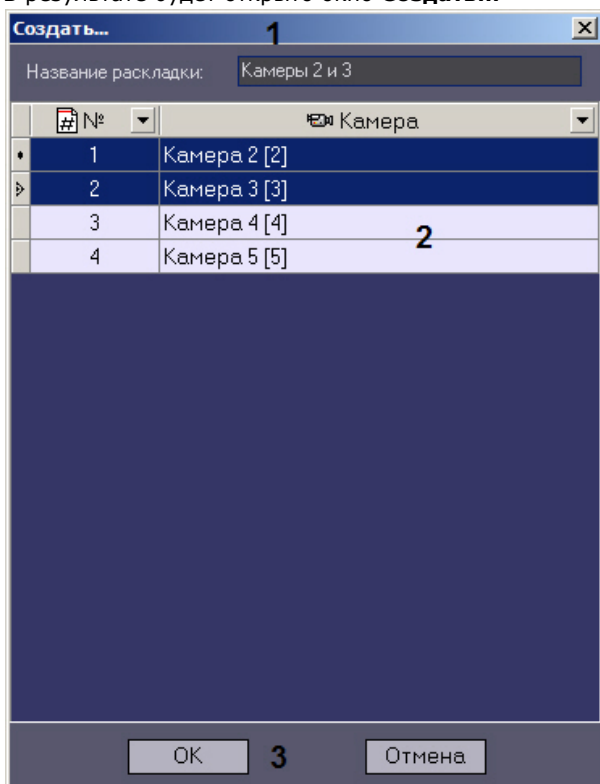 В результате будет открыто окно Создать...
Создать... 1
Название раскладки: Камеры 2 и 3
# № Камера
1 Камера 2 [2]
2 Камера 3 [3]
3 Камера 4 [4]
2
4 Камера 5 [5]
OK 3 Отмена